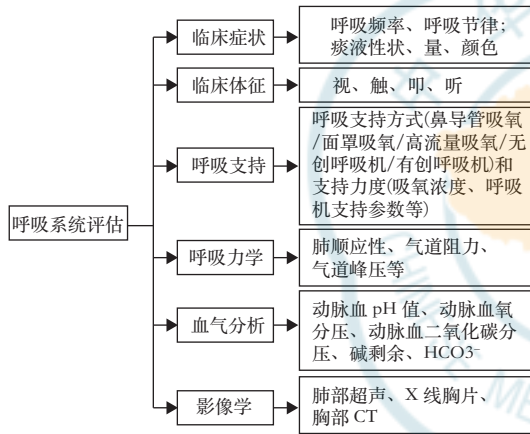 呼吸系统评估
临床症状
呼吸频率、呼吸节律；
痰液性状、量、颜色
临床体征
视、触、叩、听
呼吸支持
呼吸支持方式(鼻导管吸氧
/面罩吸氧/高流量吸氧/无
创呼吸机/有创呼吸机)和
支持力度(吸氧浓度、呼吸
机支持参数等)
呼吸力学
肺顺应性、气道阻力、
气道峰压等
血气分析
动脉血 pH 值、动脉血氧
分压、动脉血二氧化碳分
压、碱剩余、HCO3-
影像学
肺部超声、X 线胸片、
胸部 CT